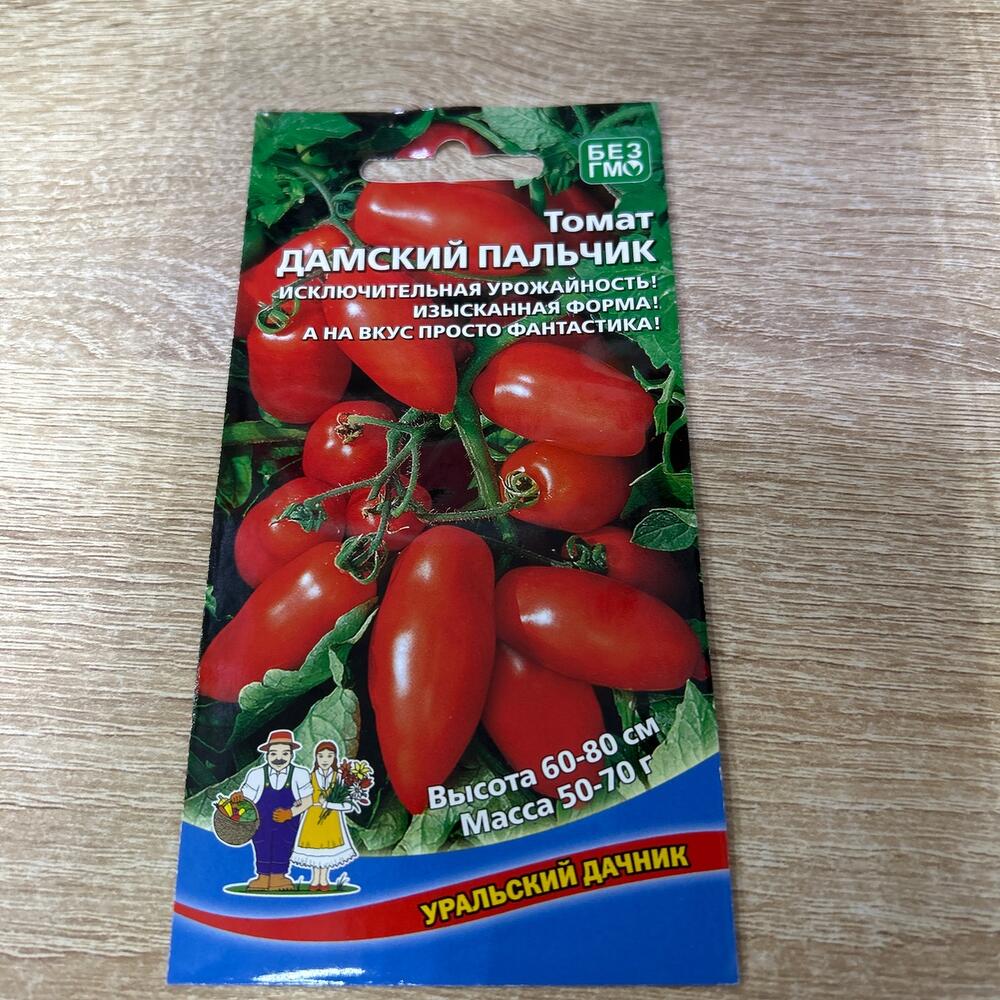 БЕЗ
ГМО
Томат
ДАМСКИЙ ПАЛЬЧИК
ИСКЛЮЧИТЕЛЬНАЯ УРОЖАЙНОСТЬ!
ИЗЫСКАННАЯ ФОРМА!
А НА ВКУС ПРОСТО ФАНТАСТИКА!
Высота 60-80 см
Масса 50-70 г
УРАЛЬСКИЙ ДАЧНИК